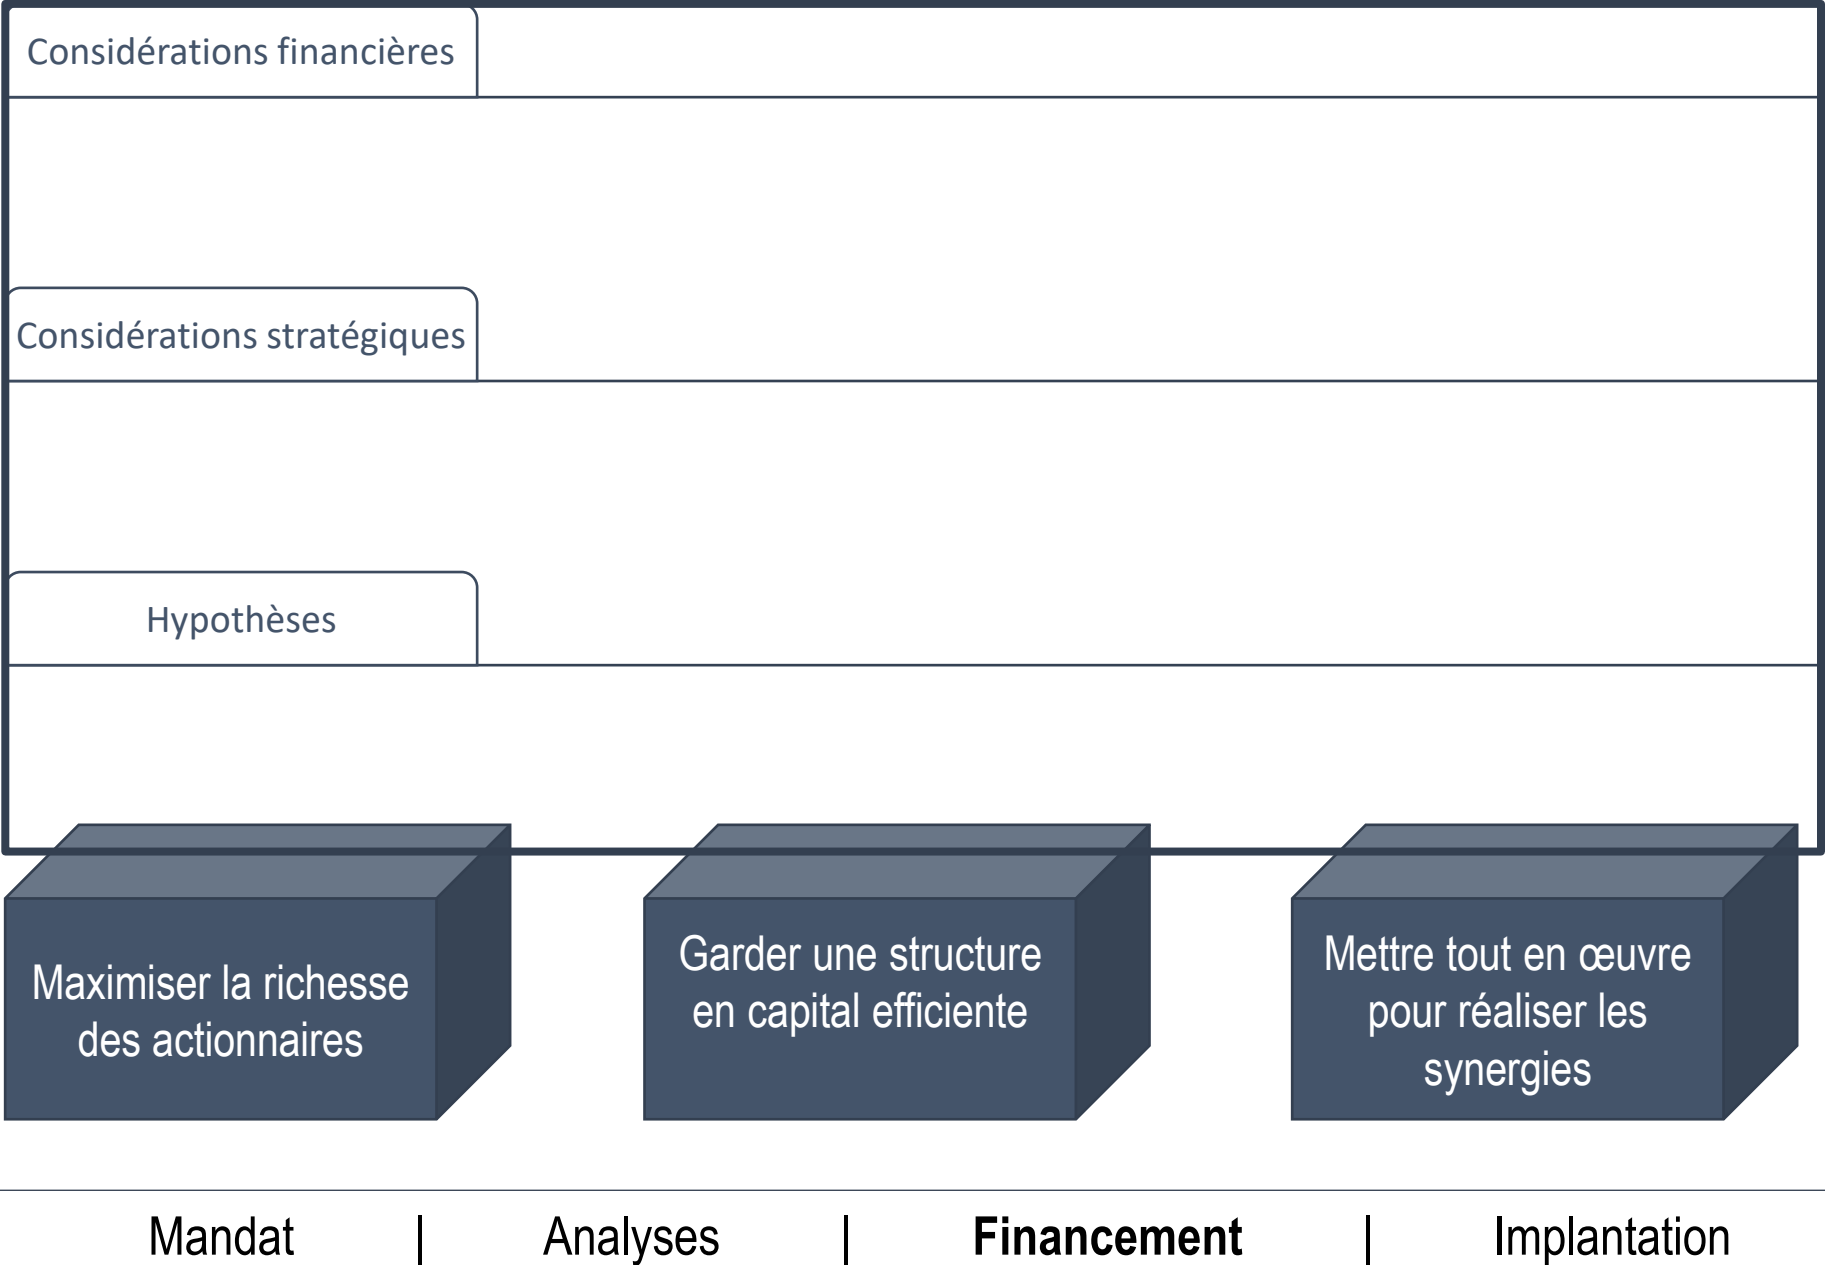 Considérations financières
Considérations stratégiques
Hypothèses
Maximiser la richesse
des actionnaires
Garder une structure
en capital efficiente
Mettre tout en œuvre
pour réaliser les
synergies
Mandat | Analyses | Financement | Implantation